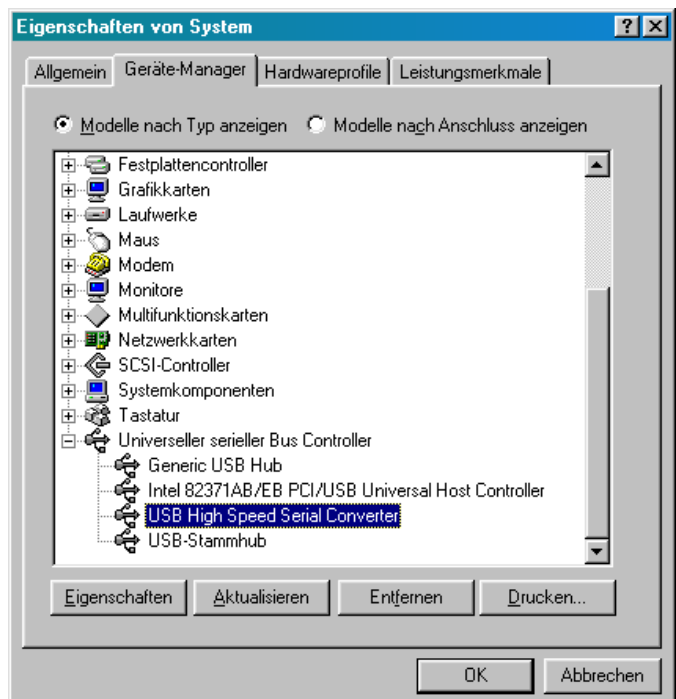 Eigenschaften von System
Allgemein Geräte-Manager Hardwareprofile Leistungsmerkmale
Modelle nach Typ anzeigen Modelle nach Anschluss anzeigen
Festplattencontroller
Grafikkarten
Laufwerke
Maus
Modem
Monitore
Multifunktionskarten
Netzwerkkarten
SCSI-Controller
Systemkomponenten
Tastatur
Universeller serieller Bus Controller
Generic USB Hub
Intel 82371AB/EB PCI/USB Universal Host Controller
USB High Speed Serial Converter
USB-Stammhub
Eigenschaften Aktualisieren Entfernen Drucken...
OK Abbrechen